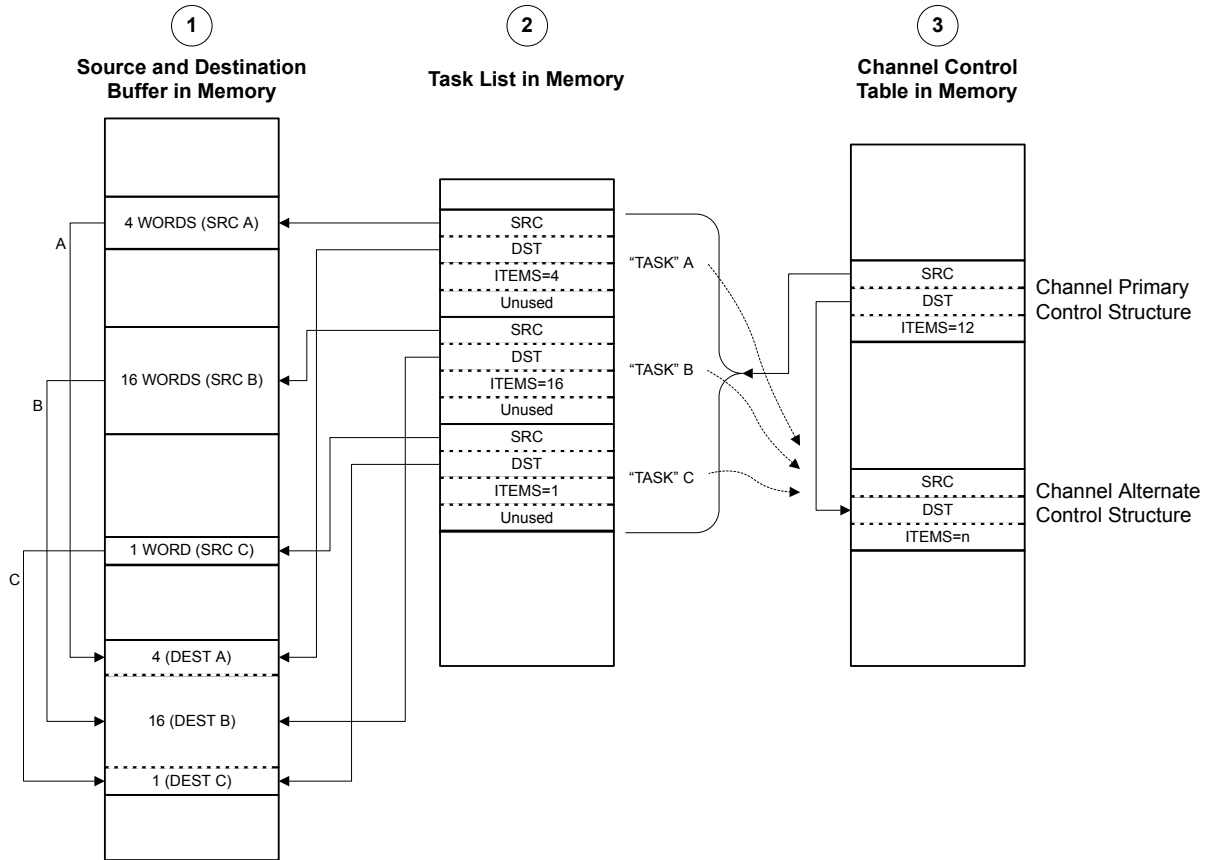 1
Source and Destination
Buffer in Memory
2
Task List in Memory
3
Channel Control
Table in Memory
4 WORDS (SRC A)
16 WORDS (SRC B)
1 WORD (SRC C)
4 (DEST A)
16 (DEST B)
1 (DEST C)
A
B
C
SRC
DST
ITEMS=4
Unused
SRC
DST
ITEMS=16
Unused
SRC
DST
ITEMS=1
Unused
“TASK” A
“TASK” B
“TASK” C
SRC
DST
ITEMS=12
Channel Primary
Control Structure
SRC
DST
ITEMS=n
Channel Alternate
Control Structure